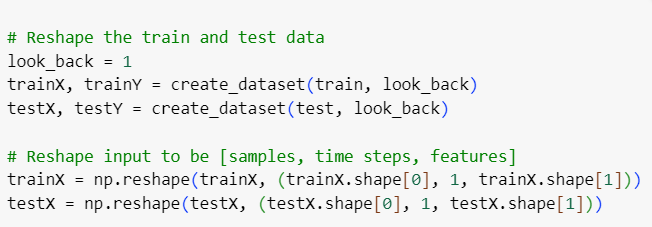 # Reshape the train and test data
look_back = 1
trainX, trainY = create_dataset(train, look_back)
testX, testY = create_dataset(test, look_back)
# Reshape input to be [samples, time steps, features]
trainX = np.reshape(trainX, (trainX.shape[0], 1, trainX.shape[1]))
testX = np.reshape(testX, (testX.shape[0], 1, testX.shape[1]))